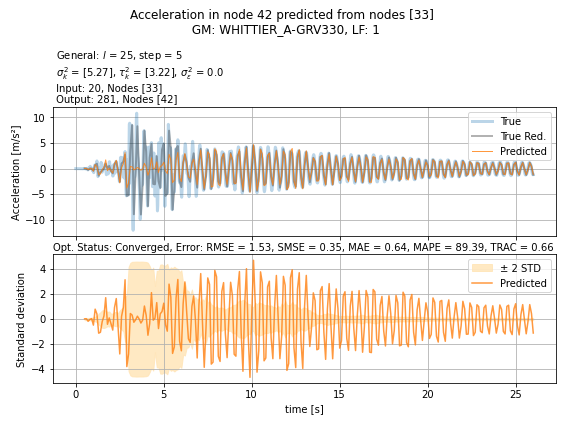 Acceleration in node 42 predicted from nodes [33]
GM: WHITTIER_A-GRV330, LF: 1
General: l = 25, step = 5
σ²ₖ = [5.27], τ²ₖ = [3.22], σ²ε = 0.0
Input: 20, Nodes [33]
Output: 281, Nodes [42]
Acceleration [m/s²]
10
5
0
−5
−10
True
True Red.
Predicted
Opt. Status: Converged, Error: RMSE = 1.53, SMSE = 0.35, MAE = 0.64, MAPE = 89.39, TRAC = 0.66
Standard deviation
4
2
0
−2
−4
± 2 STD
Predicted
0 5 10 15 20 25
time [s]